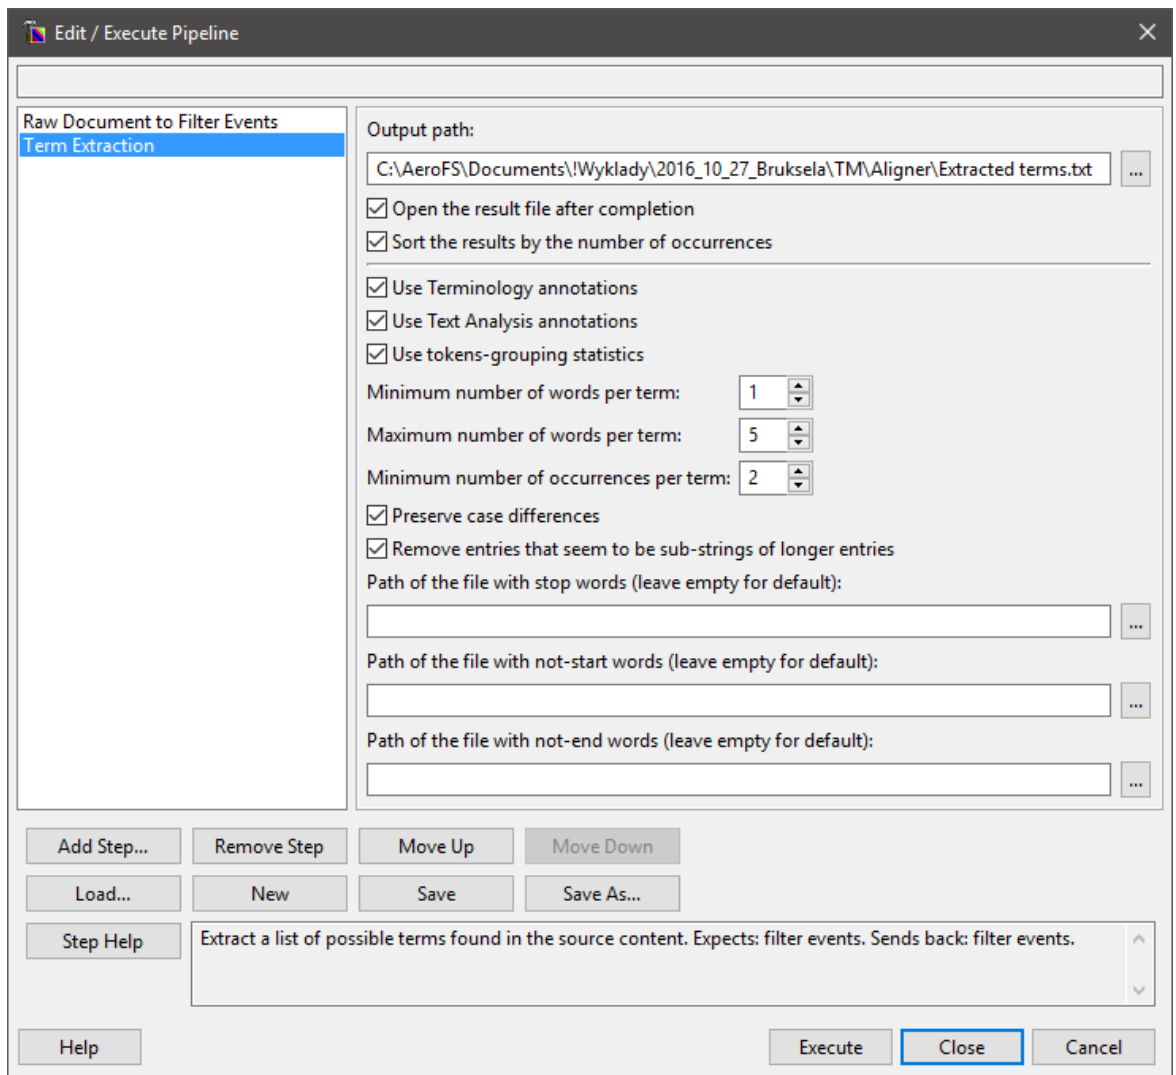 Edit / Execute Pipeline
Raw Document to Filter Events
Term Extraction
Output path:
C:\AeroFS\Documents\!Wyklady\2016_10_27_Bruksela\TM\Aligner\Extracted terms.txt
...
Open the result file after completion
Sort the results by the number of occurrences
Use Terminology annotations
Use Text Analysis annotations
Use tokens-grouping statistics
Minimum number of words per term: 1
Maximum number of words per term: 5
Minimum number of occurrences per term: 2
Preserve case differences
Remove entries that seem to be sub-strings of longer entries
Path of the file with stop words (leave empty for default):
...
Path of the file with not-start words (leave empty for default):
...
Path of the file with not-end words (leave empty for default):
...
Add Step... Remove Step Move Up Move Down
Load... New Save Save As...
Step Help Extract a list of possible terms found in the source content. Expects: filter events. Sends back: filter events.
Help Execute Close Cancel